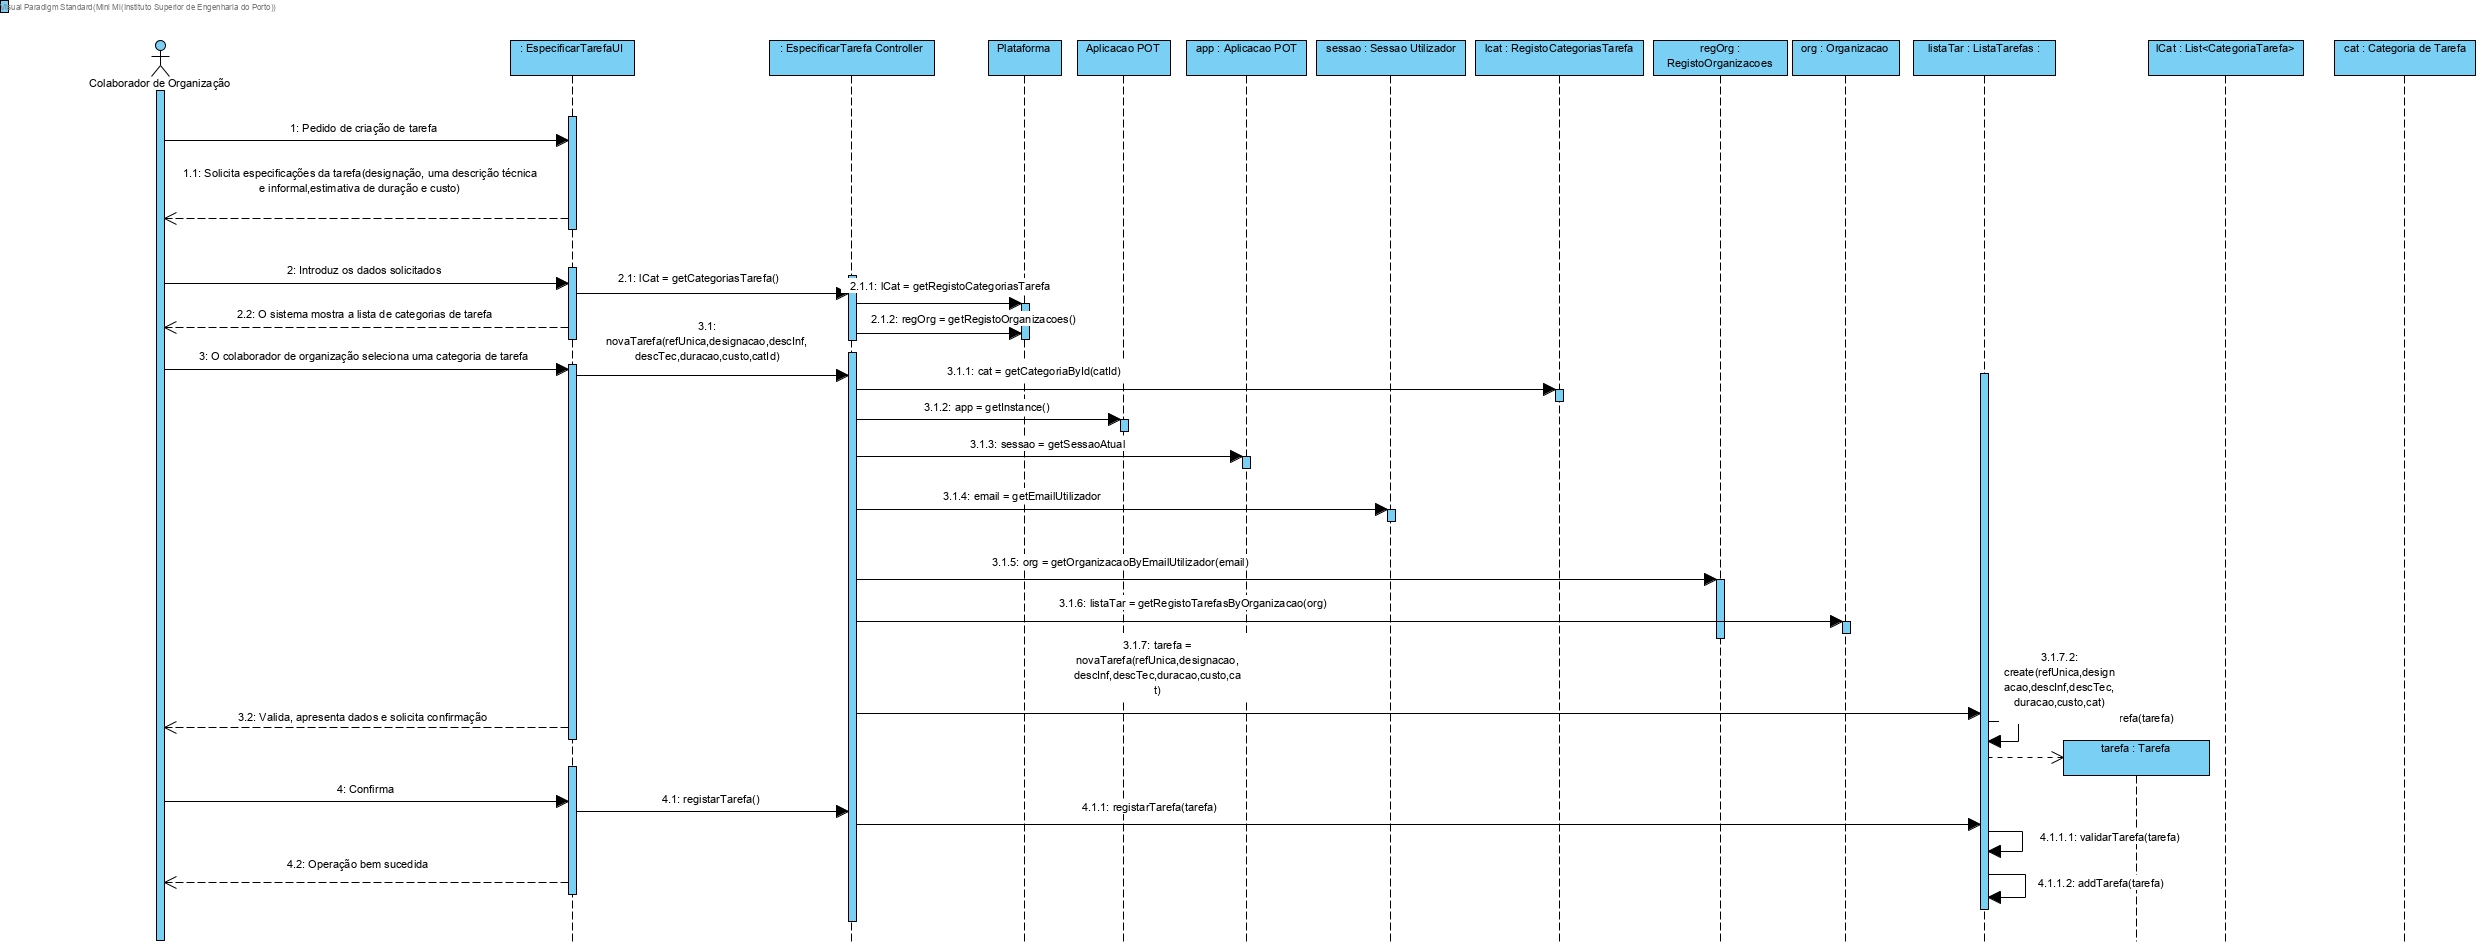 Visual Paradigm Standard(Mini Mi(Instituto Superior de Engenharia do Porto))
Colaborador de Organização
: EspecificarTarefaUI
: EspecificarTarefa Controller
Plataforma
Aplicacao POT
app : Aplicacao POT
sessao : Sessao Utilizador
lcat : RegistoCategoriasTarefa
regOrg :
RegistoOrganizacoes
org : Organizacao
listaTar : ListaTarefas :
lCat : List<CategoriaTarefa>
cat : Categoria de Tarefa
1: Pedido de criação de tarefa
1.1: Solicita especificações da tarefa(designação, uma descrição técnica
e informal,estimativa de duração e custo)
2: Introduz os dados solicitados
2.1: lCat = getCategoriasTarefa()
2.1.1: lCat = getRegistoCategoriasTarefa
2.1.2: regOrg = getRegistoOrganizacoes()
2.2: O sistema mostra a lista de categorias de tarefa
3: O colaborador de organização seleciona uma categoria de tarefa
3.1:
novaTarefa(refUnica,designacao,descInf,
descTec,duracao,custo,catId)
3.1.1: cat = getCategoriaById(catId)
3.1.2: app = getInstance()
3.1.3: sessao = getSessaoAtual
3.1.4: email = getEmailUtilizador
3.1.5: org = getOrganizacaoByEmailUtilizador(email)
3.1.6: listaTar = getRegistoTarefasByOrganizacao(org)
3.1.7: tarefa =
novaTarefa(refUnica,designacao,
descInf,descTec,duracao,custo,ca
t)
3.1.7.2:
create(refUnica,design
acao,descInf,descTec,
duracao,custo,cat)
refa(tarefa)
tarefa : Tarefa
3.2: Valida, apresenta dados e solicita confirmação
4: Confirma
4.1: registarTarefa()
4.1.1: registarTarefa(tarefa)
4.1.1.1: validarTarefa(tarefa)
4.2: Operação bem sucedida
4.1.1.2: addTarefa(tarefa)